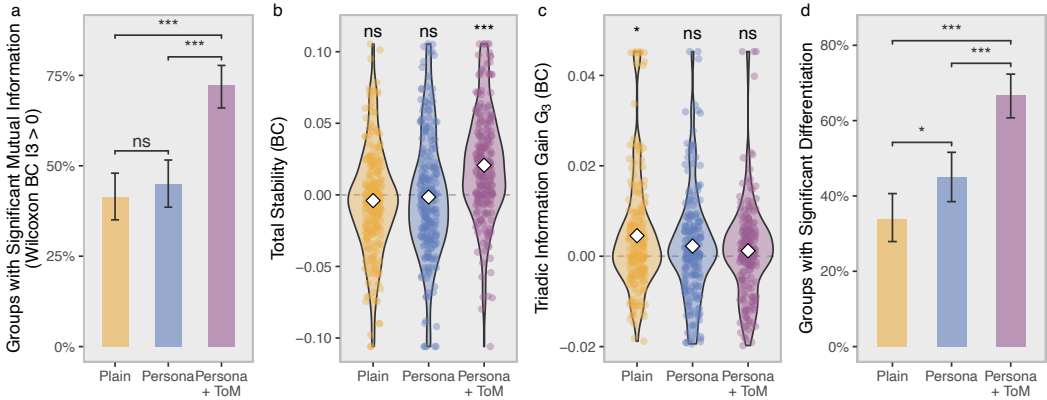 a
Groups with Significant Mutual Information
(Wilcoxon BC I3 > 0)
75%
50%
25%
0%
***
***
ns
Plain
Persona
Persona
+ ToM
b
Total Stability (BC)
0.10
0.05
0.00
−0.05
−0.10
ns
ns
***
Plain
Persona
Persona
+ ToM
c
Triadic Information Gain G₃ (BC)
0.04
0.02
0.00
−0.02
*
ns
ns
Plain
Persona
Persona
+ ToM
d
Groups with Significant Differentiation
80%
60%
40%
20%
0%
***
***
*
Plain
Persona
Persona
+ ToM